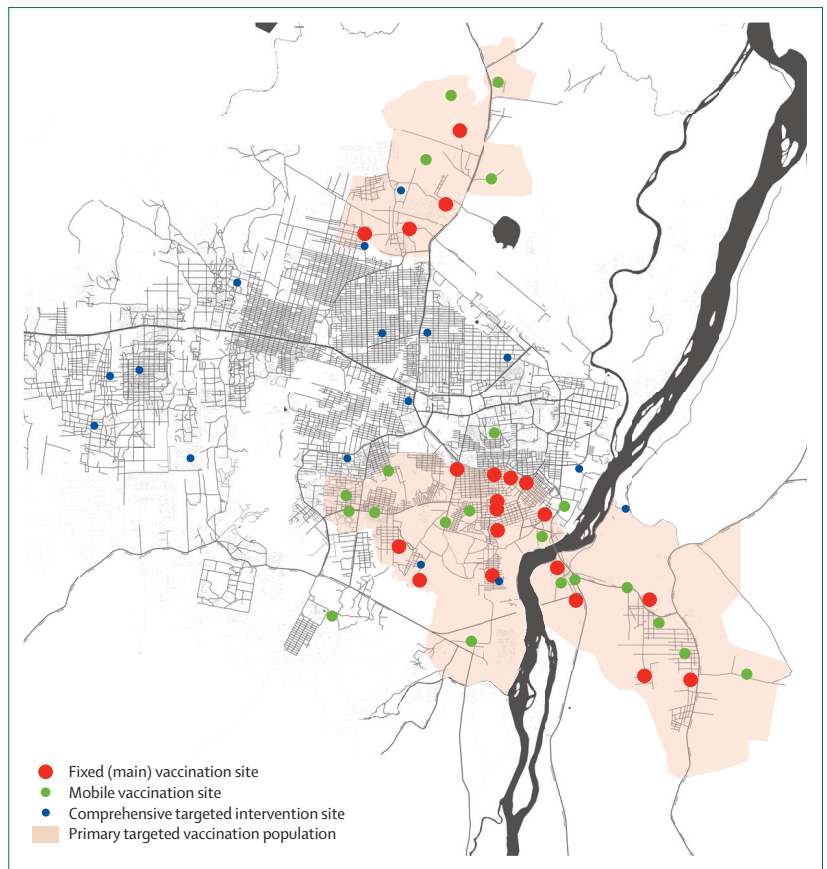 Fixed (main) vaccination site
Mobile vaccination site
Comprehensive targeted intervention site
Primary targeted vaccination population